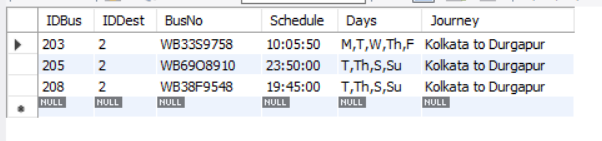 IDBus IDDest BusNo Schedule Days Journey
203 2 WB33S9758 10:05:50 M,T,W,Th,F Kolkata to Durgapur
205 2 WB69O8910 23:50:00 T,Th,S,Su Kolkata to Durgapur
208 2 WB38F9548 19:45:00 T,Th,S,Su Kolkata to Durgapur
NULL NULL NULL NULL NULL NULL